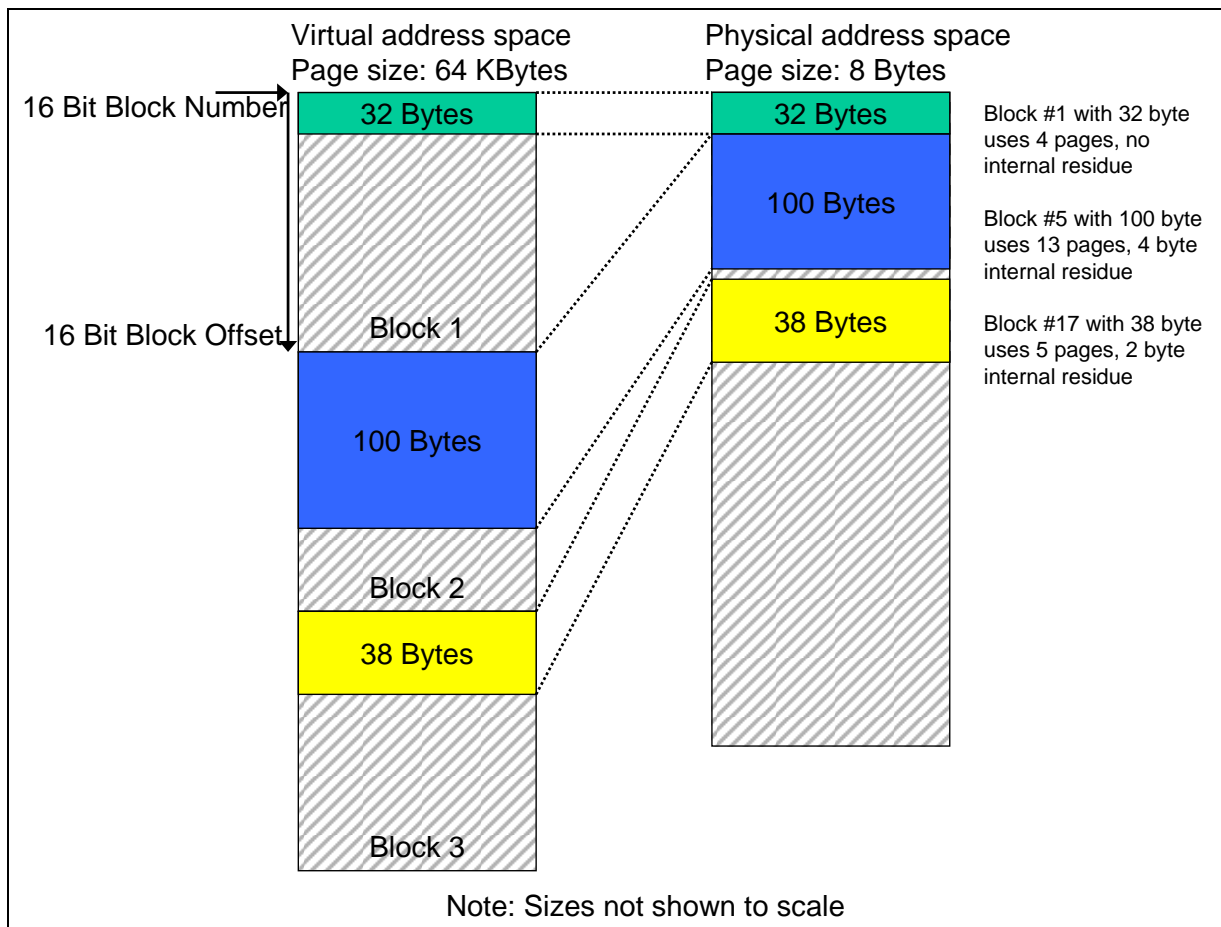 Virtual address space
Page size: 64 KBytes
Physical address space
Page size: 8 Bytes
16 Bit Block Number
32 Bytes
32 Bytes
Block #1 with 32 byte
uses 4 pages, no
internal residue
100 Bytes
Block #5 with 100 byte
uses 13 pages, 4 byte
internal residue
16 Bit Block Offset
Block 1
38 Bytes
Block #17 with 38 byte
uses 5 pages, 2 byte
internal residue
100 Bytes
Block 2
38 Bytes
Block 3
Note: Sizes not shown to scale